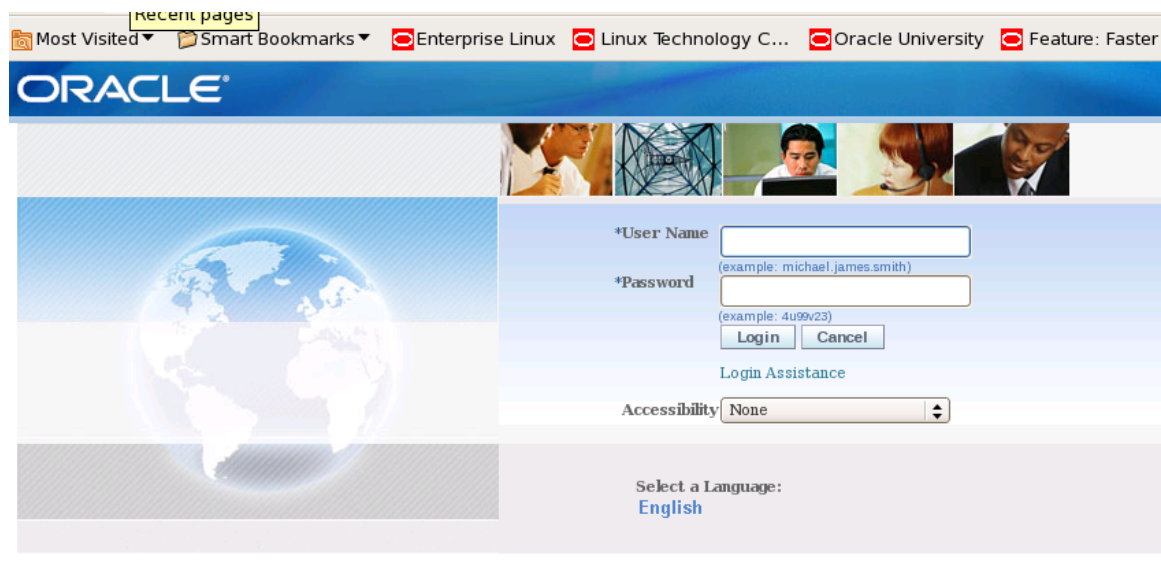 Recent pages
Most Visited Smart Bookmarks Enterprise Linux Linux Technology C... Oracle University Feature: Faster
ORACLE®
*User Name
(example: michael.james.smith)
*Password
(example: 4u99v23)
Login Cancel
Login Assistance
Accessibility None
Select a Language:
English